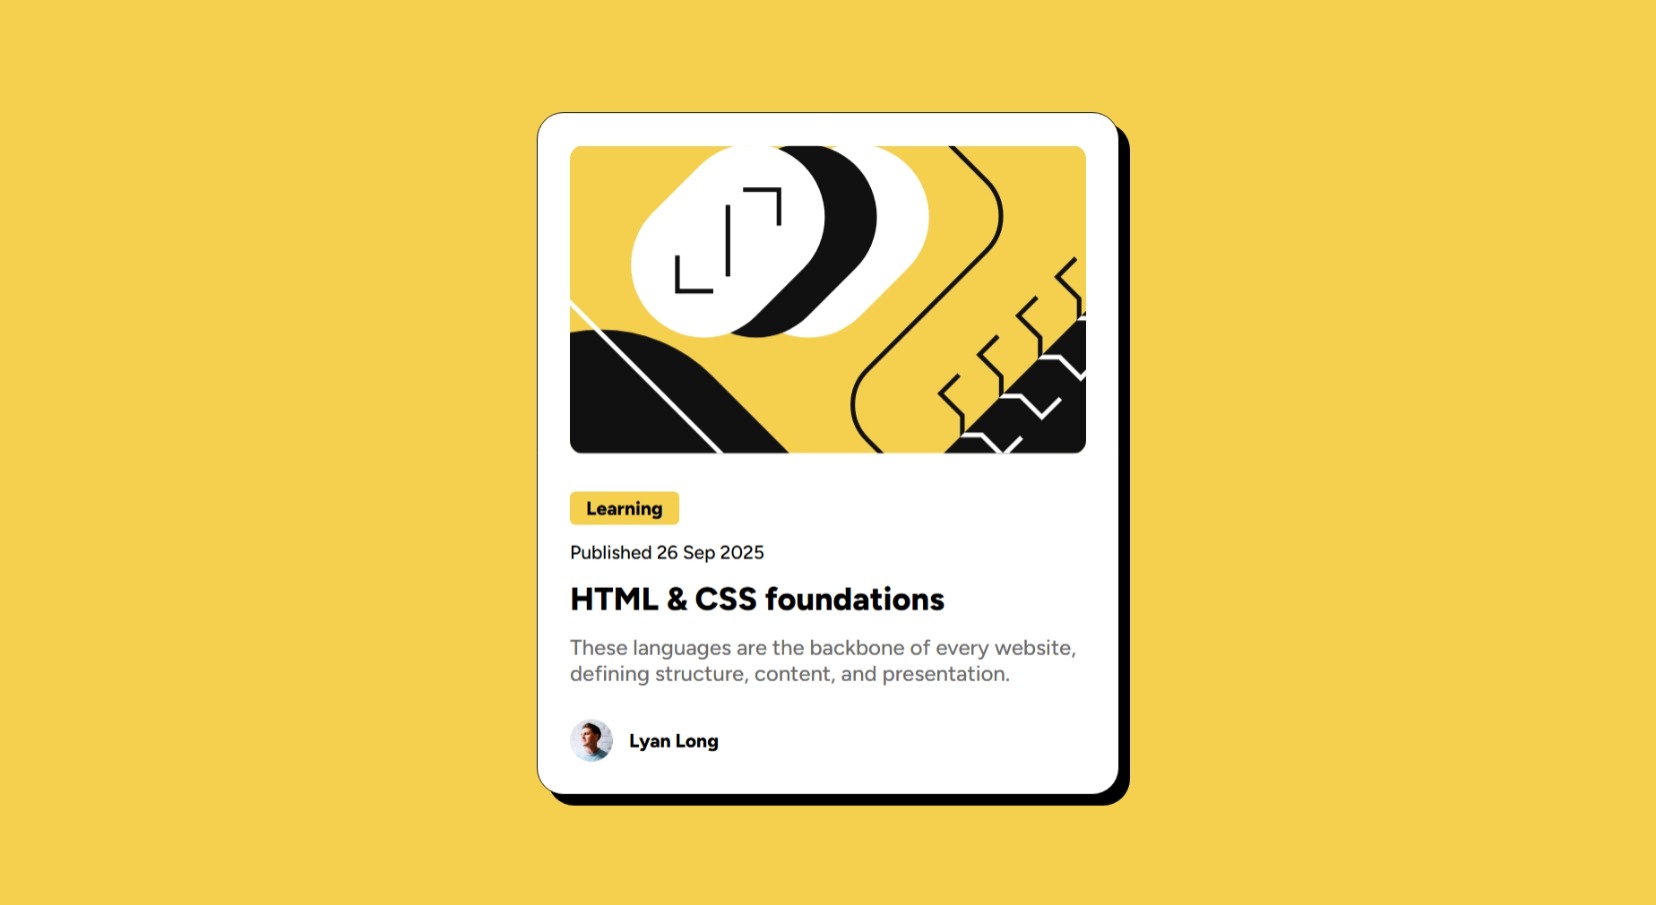 Learning
Published 26 Sep 2025
HTML & CSS foundations
These languages are the backbone of every website,
defining structure, content, and presentation.
Lyan Long